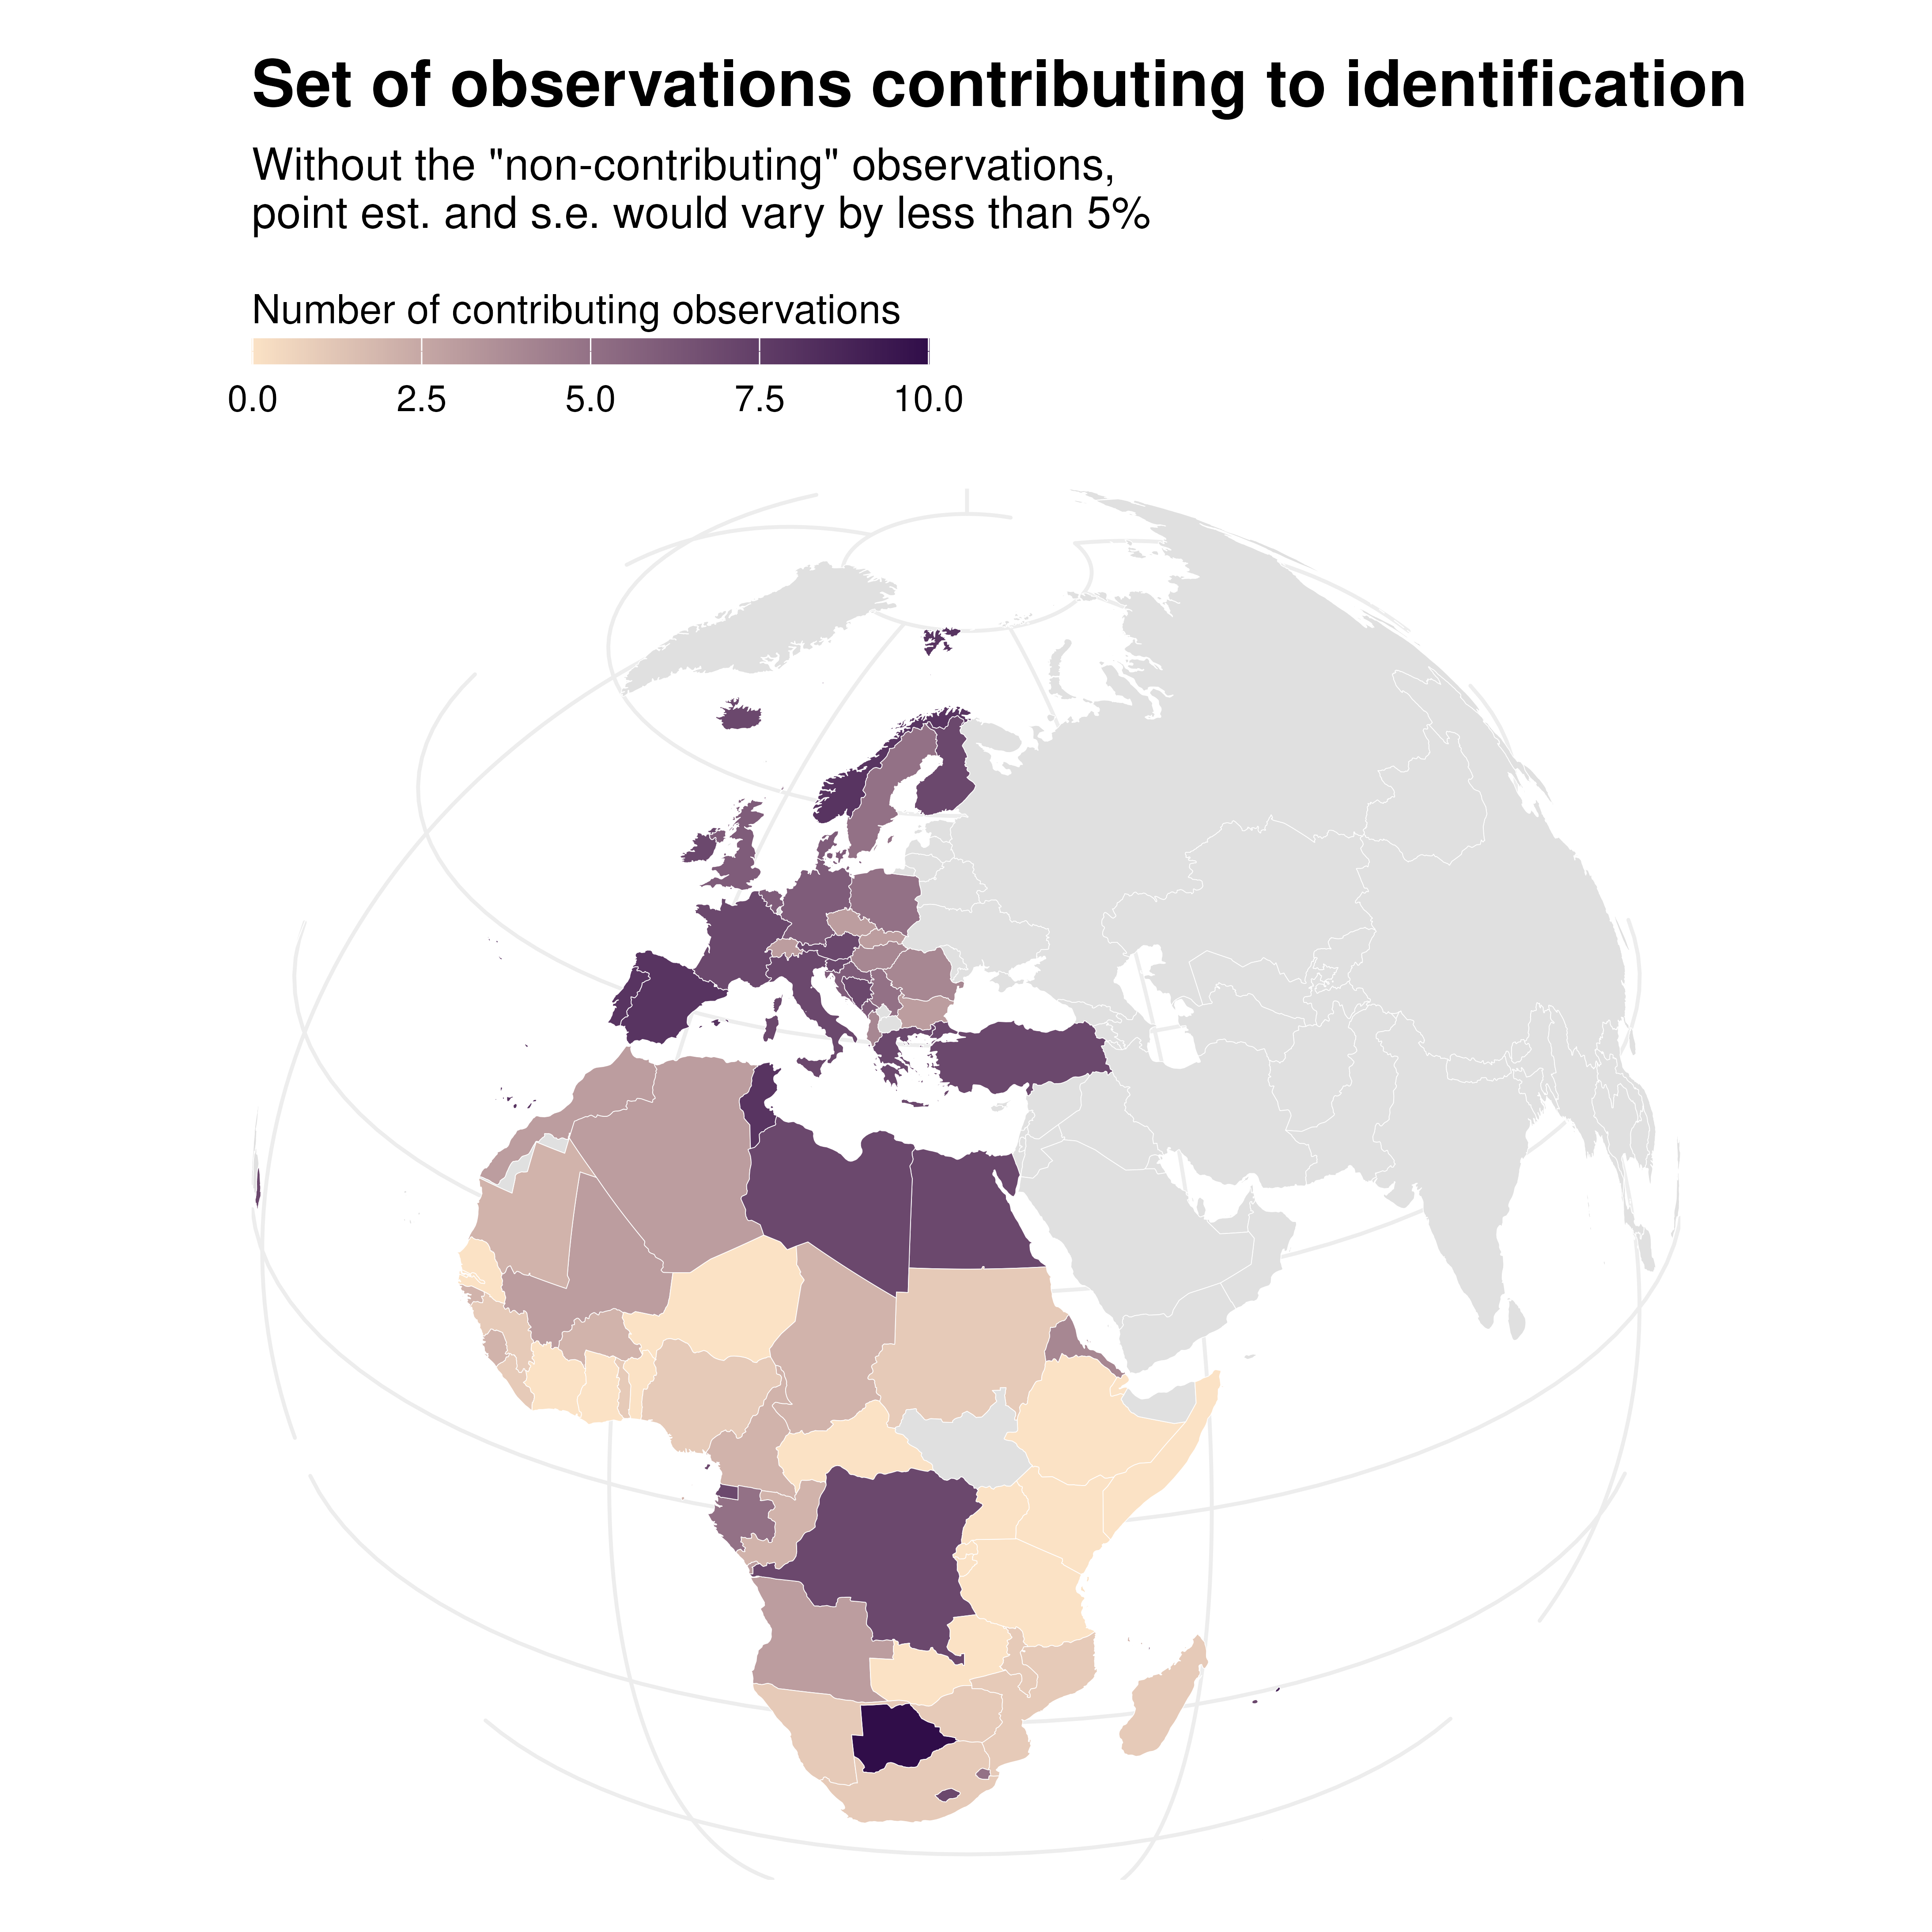 Set of observations contributing to identification
Without the "non-contributing" observations,
point est. and s.e. would vary by less than 5%
Number of contributing observations
0.0 2.5 5.0 7.5 10.0